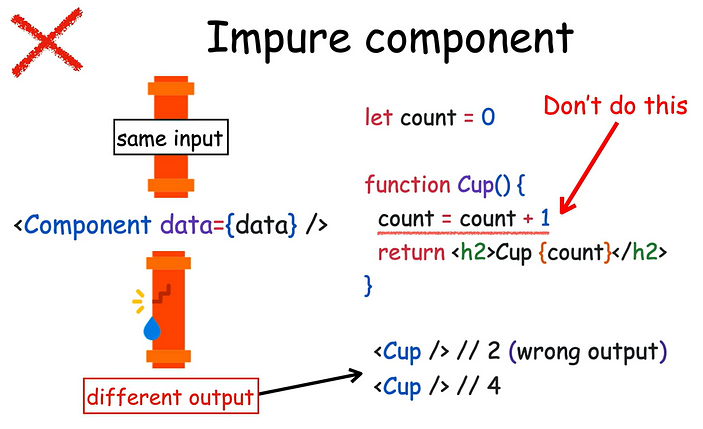 Impure component
same input
<Component data={data} />
different output
let count = 0
Don't do this
function Cup() {
count = count + 1
return <h2>Cup {count}</h2>
}
<Cup /> // 2 (wrong output)
<Cup /> // 4